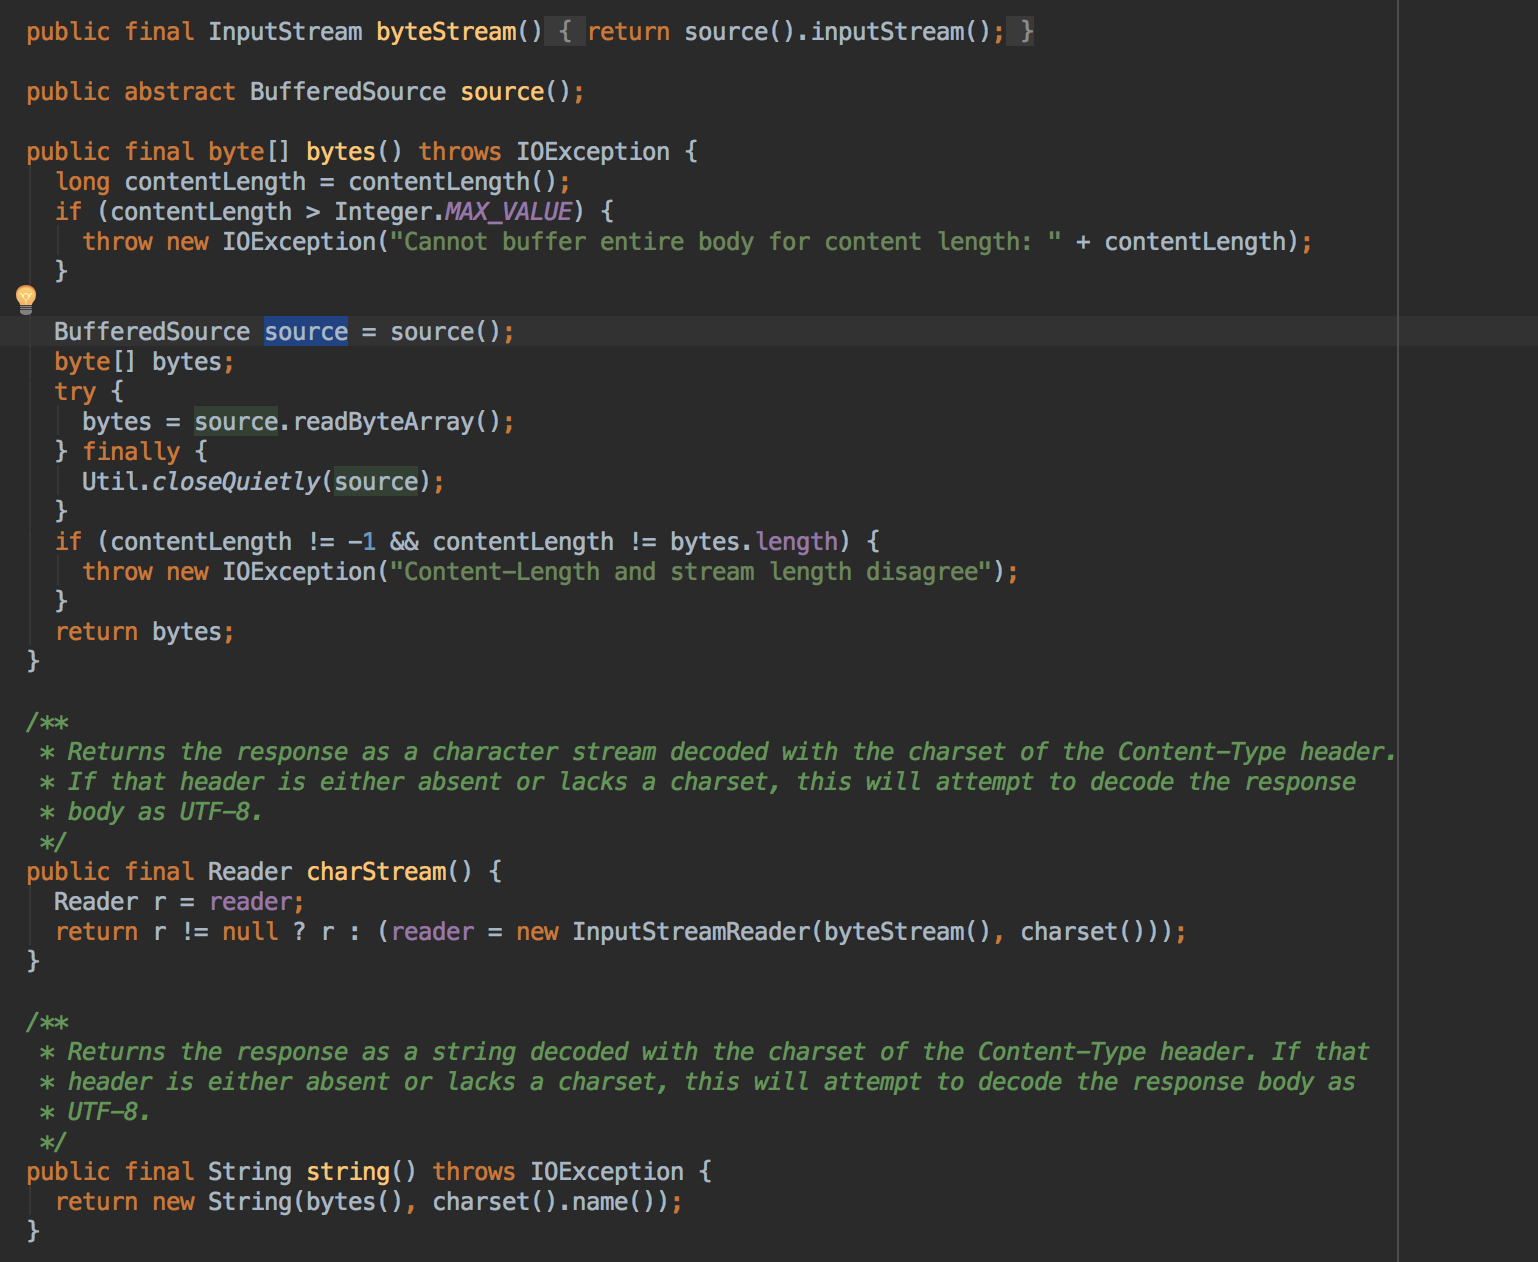 public final InputStream byteStream() { return source().inputStream(); }
public abstract BufferedSource source();
public final byte[] bytes() throws IOException {
long contentLength = contentLength();
if (contentLength > Integer.MAX_VALUE) {
throw new IOException("Cannot buffer entire body for content length: " + contentLength);
}
BufferedSource source = source();
byte[] bytes;
try {
bytes = source.readByteArray();
} finally {
Util.closeQuietly(source);
}
if (contentLength != -1 && contentLength != bytes.length) {
throw new IOException("Content-Length and stream length disagree");
}
return bytes;
}
/**
* Returns the response as a character stream decoded with the charset of the Content-Type header.
* If that header is either absent or lacks a charset, this will attempt to decode the response
* body as UTF-8.
*/
public final Reader charStream() {
Reader r = reader;
return r != null ? r : (reader = new InputStreamReader(byteStream(), charset()));
}
/**
* Returns the response as a string decoded with the charset of the Content-Type header. If that
* header is either absent or lacks a charset, this will attempt to decode the response body as
* UTF-8.
*/
public final String string() throws IOException {
return new String(bytes(), charset().name());
}